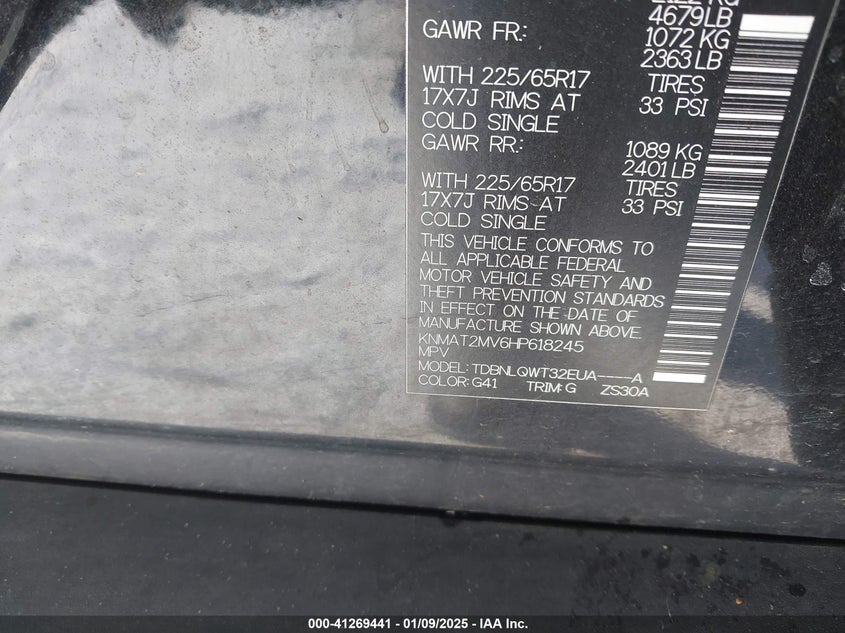 4679 LB
GAWR FR: 1072 KG
2363 LB
WITH 225/65R17 TIRES
17X7J RIMS AT 33 PSI
COLD SINGLE
GAWR RR: 1089 KG
2401 LB
WITH 225/65R17 TIRES
17X7J RIMS AT 33 PSI
COLD SINGLE
THIS VEHICLE CONFORMS TO
ALL APPLICABLE FEDERAL
MOTOR VEHICLE SAFETY AND
THEFT PREVENTION STANDARDS
IN EFFECT ON THE DATE OF
MANUFACTURE SHOWN ABOVE.
KNMAT2MV6HP618245
MPV
MODEL: TDBNLQWT32EUA----A
COLOR: G41 TRIM: G ZS30A
000-41269441 - 01/09/2025 - IAA Inc.